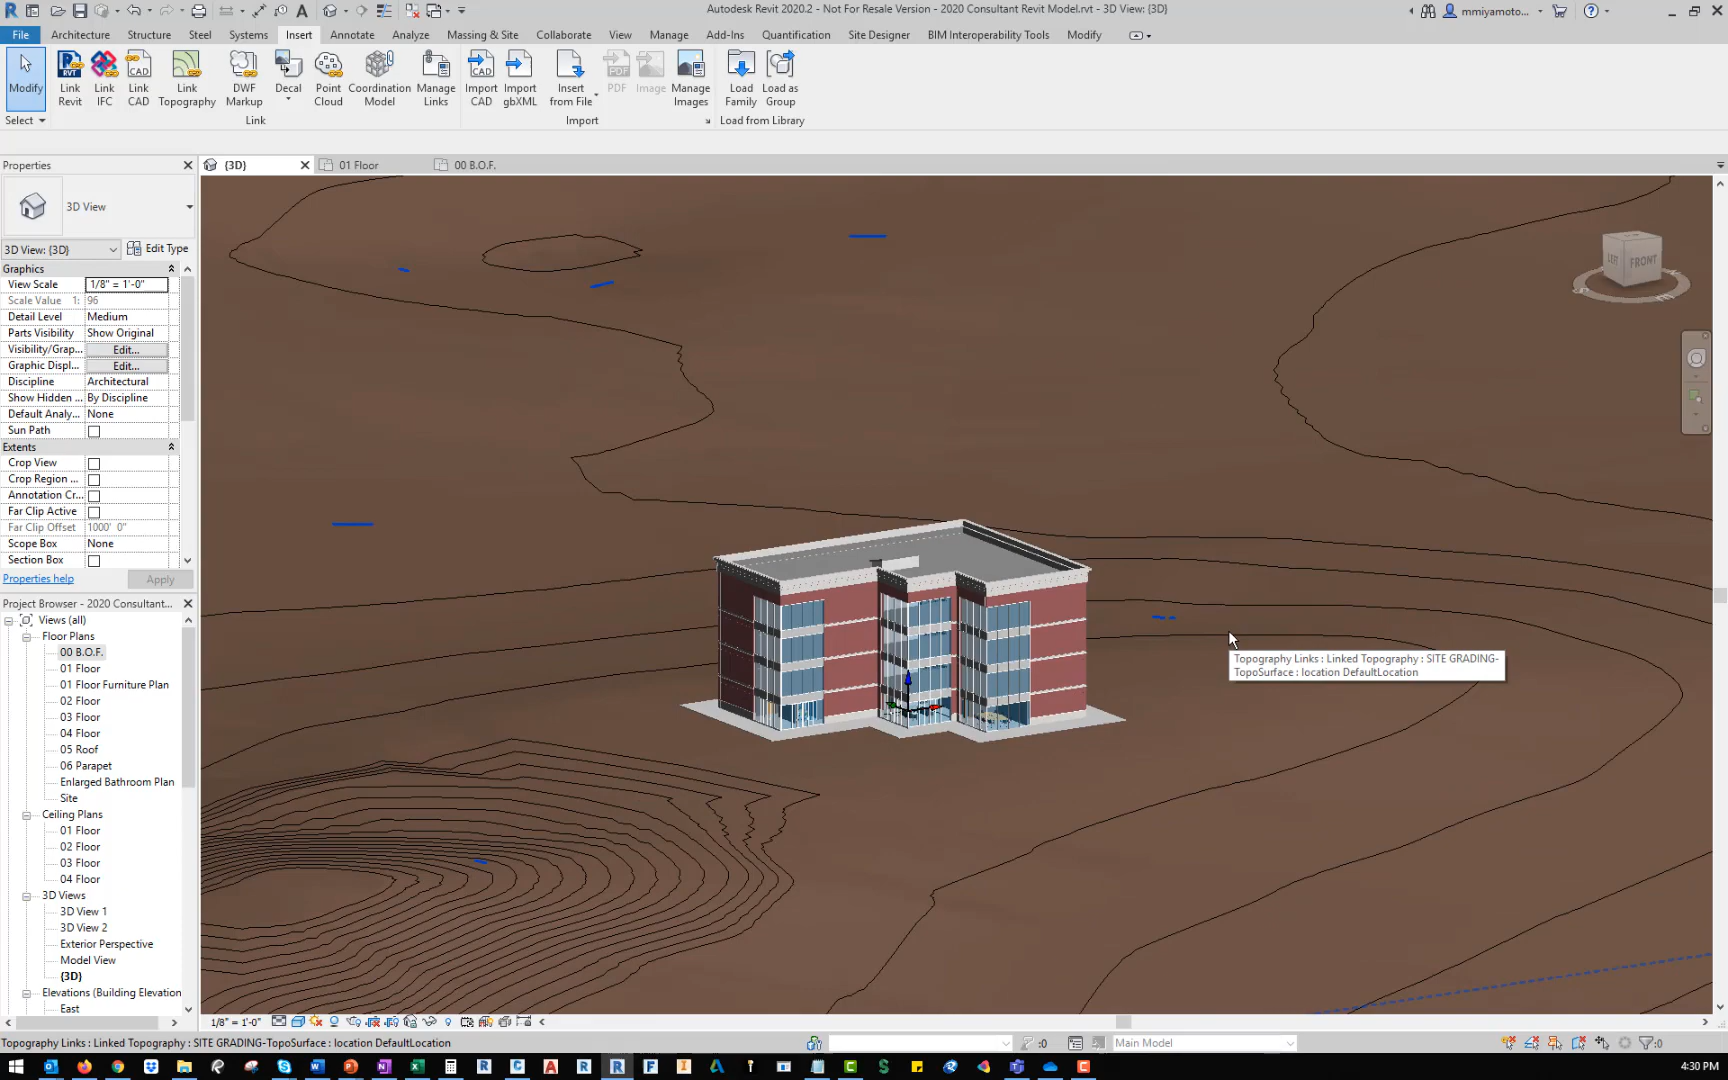 Autodesk Revit 2020.2 - Not For Resale Version - 2020 Consultant Revit Model.rvt - 3D View: {3D}
mmiyamoto...
File Architecture Structure Steel Systems Insert Annotate Analyze Massing & Site Collaborate View Manage Add-Ins Quantification Site Designer BIM Interoperability Tools Modify
Modify
Link Revit
Link IFC
Link CAD
Link Topography
DWF Markup
Decal
Point Cloud
Coordination Model
Manage Links
Import CAD
Import gbXML
Insert from File
PDF
Image
Manage Images
Load Family
Load as Group
Select Link Import Load from Library
Properties
{3D} 01 Floor 00 B.O.F.
3D View
3D View: {3D} Edit Type
Graphics
View Scale 1/8" = 1'-0"
Scale Value 1: 96
Detail Level Medium
Parts Visibility Show Original
Visibility/Grap... Edit...
Graphic Displ... Edit...
Discipline Architectural
Show Hidden By Discipline
Default Analy... None
Sun Path
Extents
Crop View
Crop Region ...
Annotation Cr...
Far Clip Active
Far Clip Offset 1000' 0"
Scope Box None
Section Box
Properties help Apply
Project Browser - 2020 Consultant...
Views (all)
Floor Plans
00 B.O.F.
01 Floor
01 Floor Furniture Plan
02 Floor
03 Floor
04 Floor
05 Roof
06 Parapet
Enlarged Bathroom Plan
Site
Ceiling Plans
01 Floor
02 Floor
03 Floor
04 Floor
3D Views
3D View 1
3D View 2
Exterior Perspective
Model View
{3D}
Elevations (Building Elevation
East
LEFT FRONT
Topography Links : Linked Topography : SITE GRADING-
TopoSurface : location DefaultLocation
1/8" = 1'-0"
Topography Links : Linked Topography : SITE GRADING-TopoSurface : location DefaultLocation
:0 Main Model :0
4:30 PM